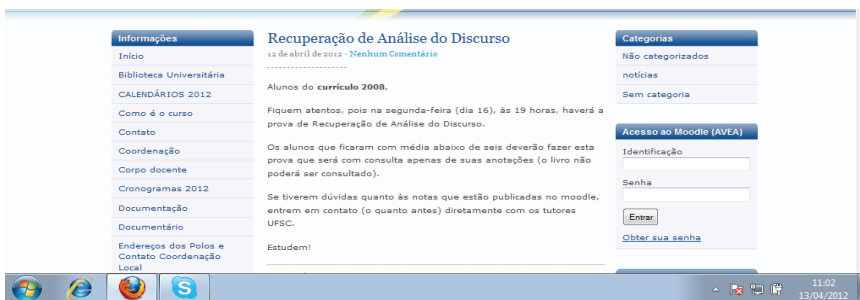 Informações
Início
Biblioteca Universitária
CALENDÁRIOS 2012
Como é o curso
Contato
Coordenação
Corpo docente
Cronogramas 2012
Documentação
Documentário
Endereços dos Polos e
Contato Coordenação
Local
Recuperação de Análise do Discurso
12 de abril de 2012 · Nenhum Comentário
Alunos do currículo 2008.
Fiquem atentos, pois na segunda-feira (dia 16), às 19 horas, haverá a
prova de Recuperação de Análise do Discurso.
Os alunos que ficaram com média abaixo de seis deverão fazer esta
prova que será com consulta apenas de suas anotações (o livro não
poderá ser consultado).
Se tiverem dúvidas quanto às notas que estão publicadas no moodle,
entrem em contato (o quanto antes) diretamente com os tutores
UFSC.
Estudem!
Categorias
Não categorizados
notícias
Sem categoria
Acesso ao Moodle (AVEA)
Identificação
Senha
Entrar
Obter sua senha
11:02
13/04/2012